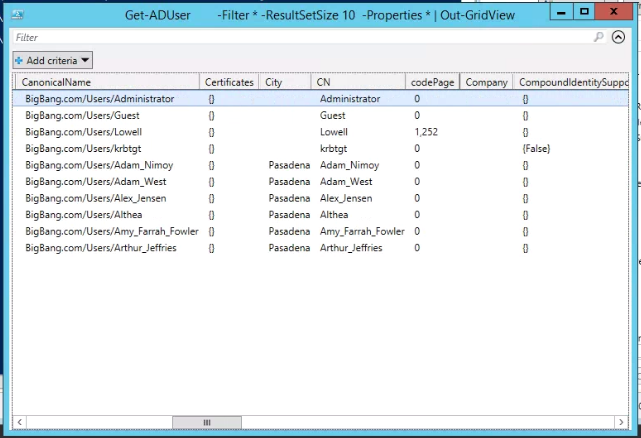 Get-ADUser -Filter * -ResultSetSize 10 -Properties * | Out-GridView
Filter
Add criteria
CanonicalName Certificates City CN codePage Company CompoundIdentitySuppo
BigBang.com/Users/Administrator {} Administrator 0 {}
BigBang.com/Users/Guest {} Guest 0 {}
BigBang.com/Users/Lowell {} Lowell 1,252 {}
BigBang.com/Users/krbtgt {} krbtgt 0 {False}
BigBang.com/Users/Adam_Nimoy {} Pasadena Adam_Nimoy 0 {}
BigBang.com/Users/Adam_West {} Pasadena Adam_West 0 {}
BigBang.com/Users/Alex_Jensen {} Pasadena Alex_Jensen 0 {}
BigBang.com/Users/Althea {} Pasadena Althea 0 {}
BigBang.com/Users/Amy_Farrah_Fowler {} Pasadena Amy_Farrah_Fowler 0 {}
BigBang.com/Users/Arthur_Jeffries {} Pasadena Arthur_Jeffries 0 {}